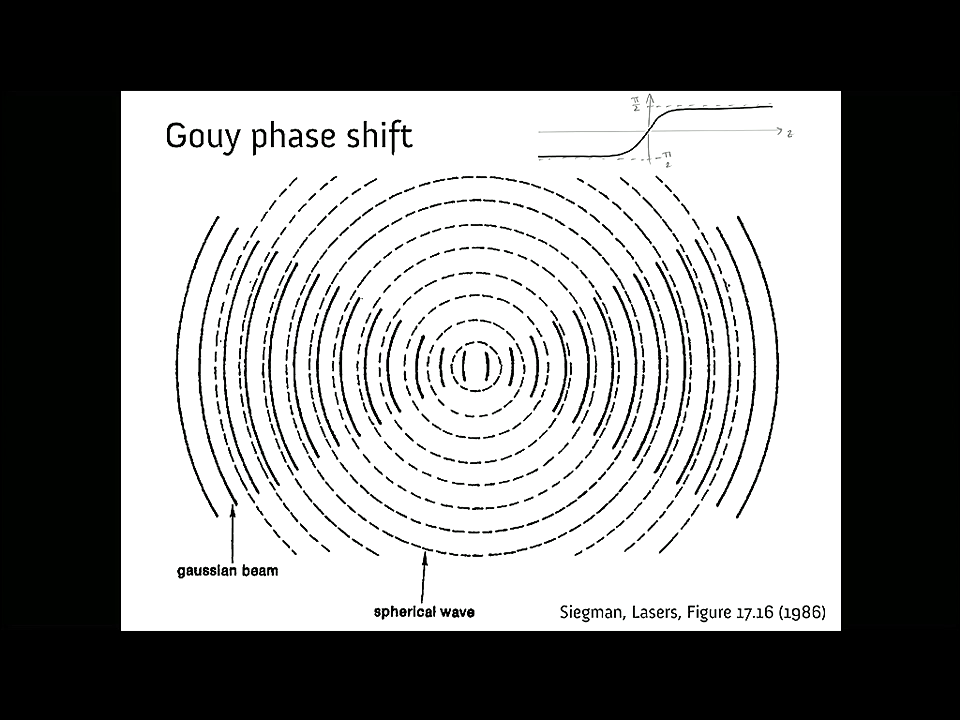 Gouy phase shift
π/2
z
-π/2
gaussian beam
spherical wave
Siegman, Lasers, Figure 17.16 (1986)